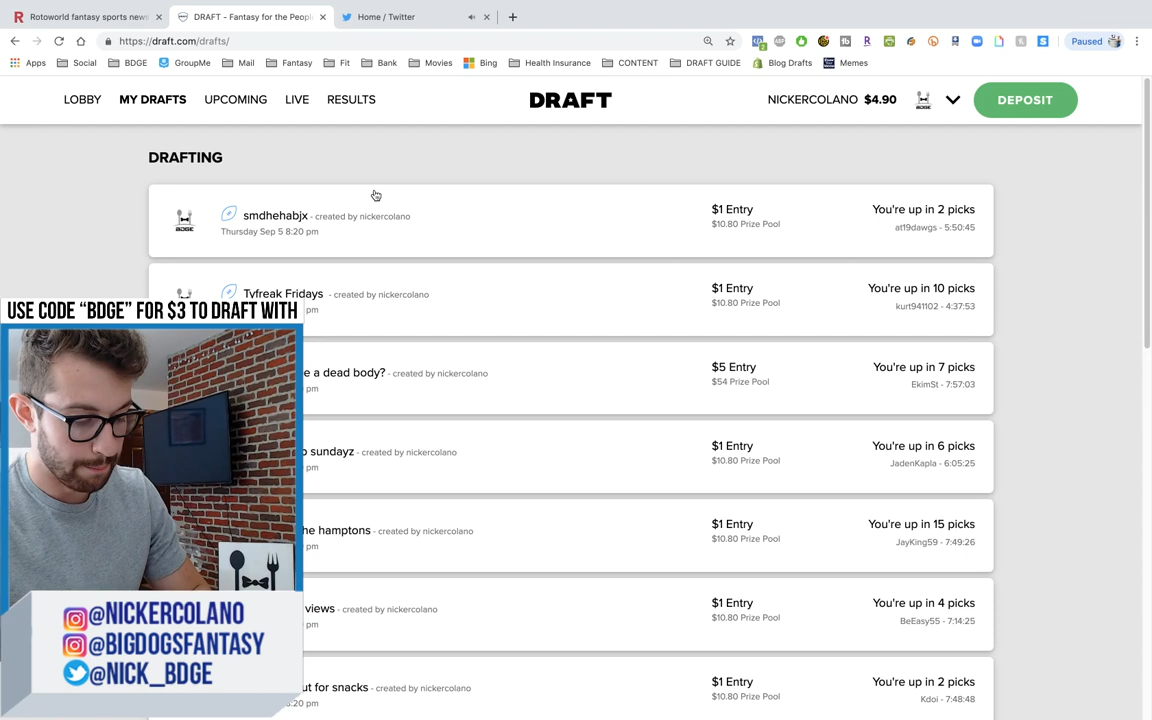 Rotoworld fantasy sports news
DRAFT - Fantasy for the Peopl
Home / Twitter
https://draft.com/drafts/
Paused
Apps
Social
BDGE
GroupMe
Mail
Fantasy
Fit
Bank
Movies
Bing
Health Insurance
CONTENT
DRAFT GUIDE
Blog Drafts
Memes
LOBBY
MY DRAFTS
UPCOMING
LIVE
RESULTS
DRAFT
NICKERCOLANO $4.90
DEPOSIT
DRAFTING
smdhehabjx - created by nickercolano
Thursday Sep 5 8:20 pm
$1 Entry
$10.80 Prize Pool
You're up in 2 picks
at19dawgs - 5:50:45
Tyfreak Fridays - created by nickercolano
pm
$1 Entry
$10.80 Prize Pool
You're up in 10 picks
kurt941102 - 4:37:53
e a dead body? - created by nickercolano
pm
$5 Entry
$54 Prize Pool
You're up in 7 picks
EkimSt - 7:57:03
sundayz - created by nickercolano
pm
$1 Entry
$10.80 Prize Pool
You're up in 6 picks
JadenKapla - 6:05:25
he hamptons - created by nickercolano
pm
$1 Entry
$10.80 Prize Pool
You're up in 15 picks
JayKing59 - 7:49:26
views - created by nickercolano
pm
$1 Entry
$10.80 Prize Pool
You're up in 4 picks
BeEasy55 - 7:14:25
ut for snacks - created by nickercolano
:20 pm
$1 Entry
$10.80 Prize Pool
You're up in 2 picks
Kdoi - 7:48:48
USE CODE "BDGE" FOR $3 TO DRAFT WITH
@NICKERCOLANO
@BIGDOGSFANTASY
@NICK_BDGE